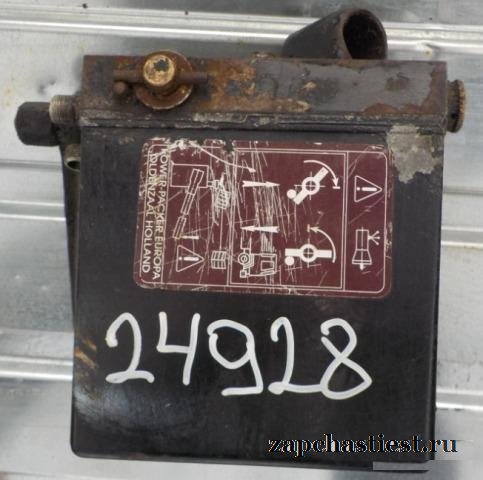 POWER PACKER EUROPA
OLDENZAAL HOLLAND
24928
zapchastiest.ru